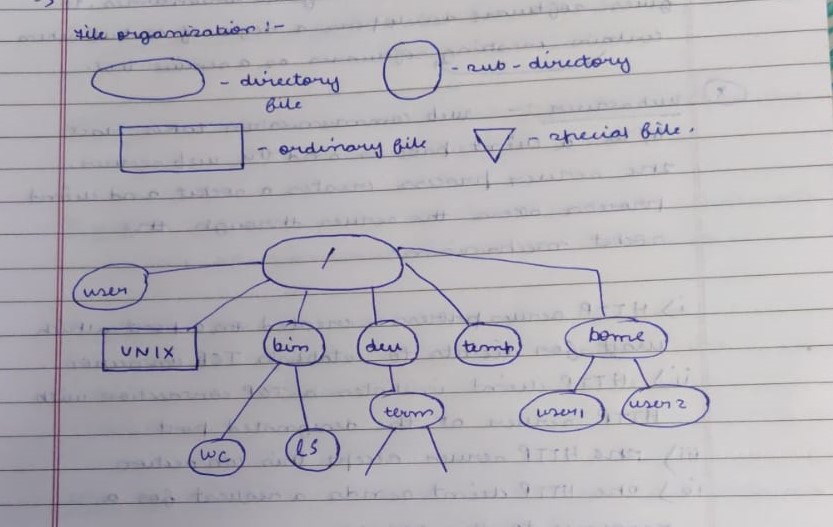 File organization :-
- directory file
- sub-directory
- ordinary file
- special file.
/
user
UNIX
bin
dev
temp
home
term
user1
user2
wc
LS